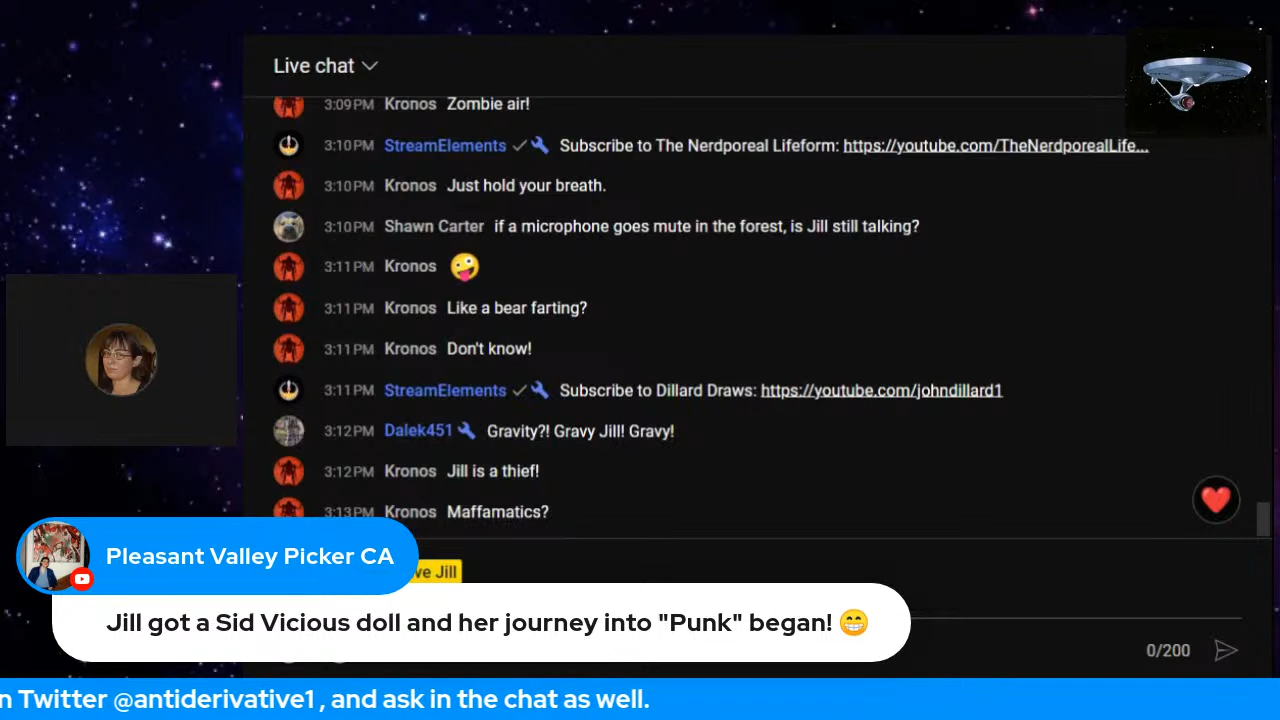 Live chat
3:09 PM Kronos Zombie air!
3:10 PM StreamElements Subscribe to The Nerdporeal Lifeform: https://youtube.com/TheNerdporealLife...
3:10 PM Kronos Just hold your breath.
3:10 PM Shawn Carter if a microphone goes mute in the forest, is Jill still talking?
3:11 PM Kronos 🤪
3:11 PM Kronos Like a bear farting?
3:11 PM Kronos Don't know!
3:11 PM StreamElements Subscribe to Dillard Draws: https://youtube.com/johndillard1
3:12 PM Dalek451 Gravity?! Gravy Jill! Gravy!
3:12 PM Kronos Jill is a thief!
3:13 PM Kronos Maffamatics?
Pleasant Valley Picker CA
ve Jill
Jill got a Sid Vicious doll and her journey into "Punk" began! 😁
0/200
n Twitter @antiderivative1 , and ask in the chat as well.